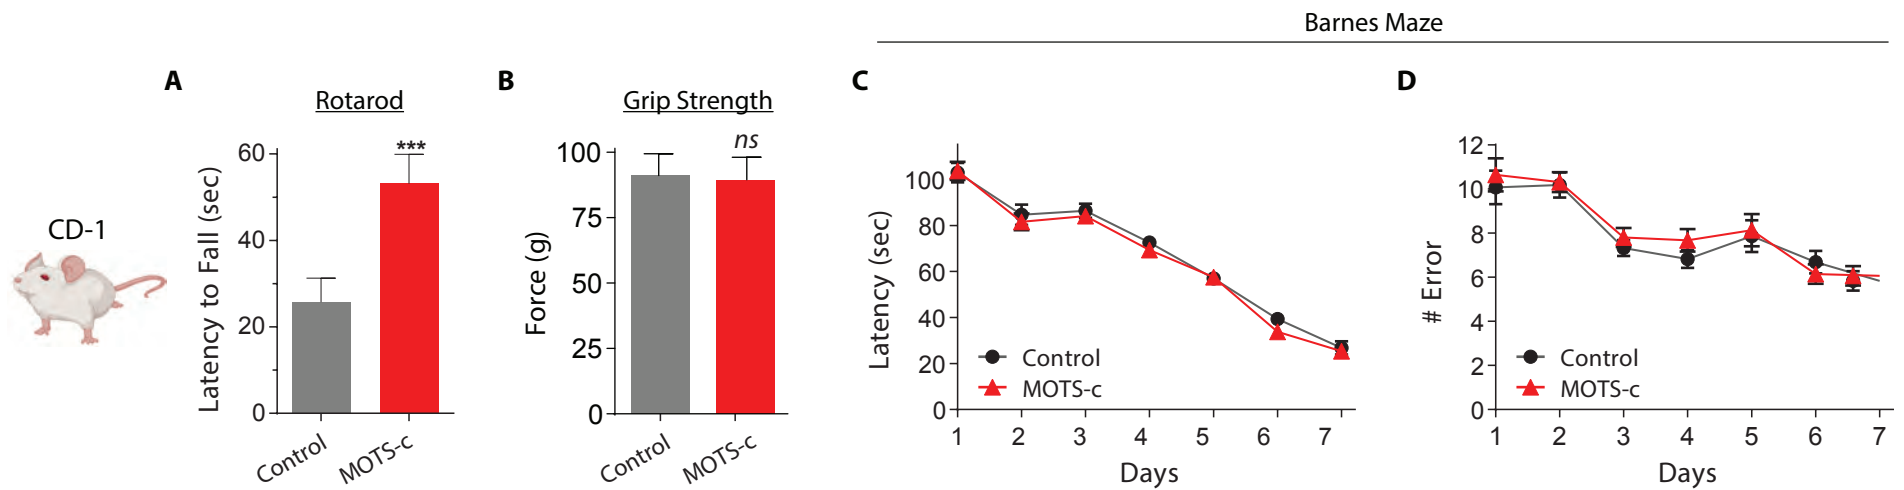 Barnes Maze
A
B
C
D
Rotarod
Grip Strength
CD-1
Latency to Fall (sec)
60
40
20
0
***
Control
MOTS-c
Force (g)
100
75
50
25
0
ns
Control
MOTS-c
Latency (sec)
100
80
60
40
20
0
Control
MOTS-c
1 2 3 4 5 6 7
Days
# Error
12
10
8
6
4
2
0
Control
MOTS-c
1 2 3 4 5 6 7
Days